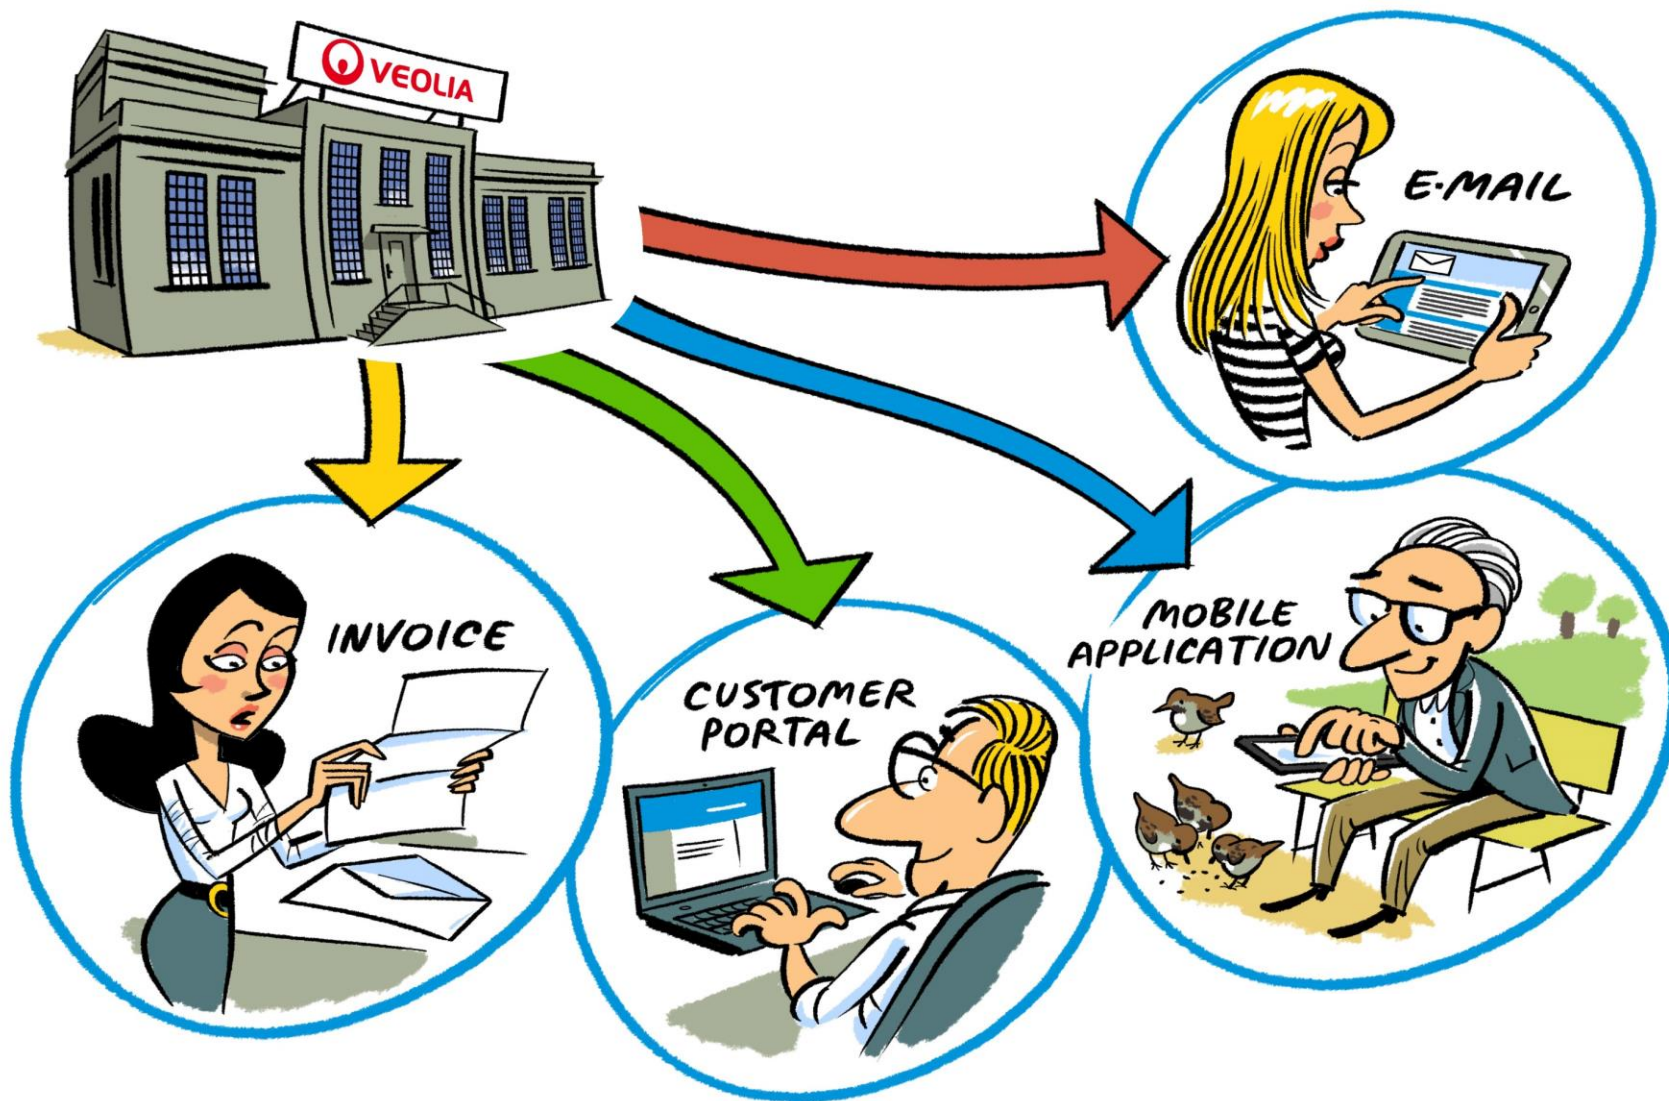 VEOLIA
E-MAIL
INVOICE
CUSTOMER
PORTAL
MOBILE
APPLICATION